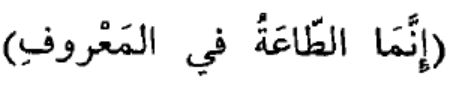 (إِنَّمَا الطّاعَةُ في المَعْروفِ)